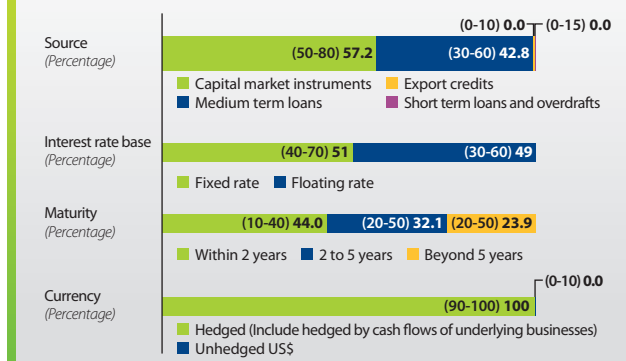 (0-10) 0.0 (0-15) 0.0
Source
(Percentage)
(50-80) 57.2 (30-60) 42.8
Capital market instruments Export credits
Medium term loans Short term loans and overdrafts
Interest rate base
(Percentage)
(40-70) 51 (30-60) 49
Fixed rate Floating rate
Maturity
(Percentage)
(10-40) 44.0 (20-50) 32.1 (20-50) 23.9
Within 2 years 2 to 5 years Beyond 5 years
(0-10) 0.0
Currency
(Percentage)
(90-100) 100
Hedged (Include hedged by cash flows of underlying businesses)
Unhedged US$